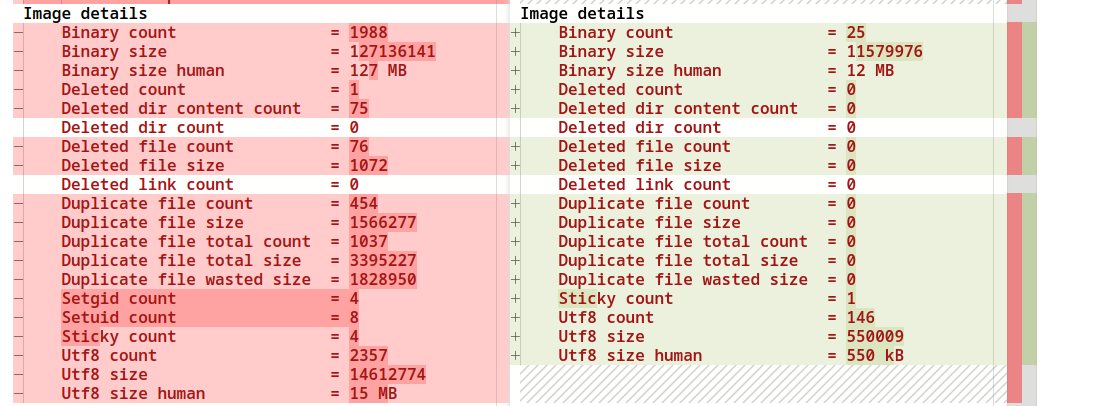 Image details
Binary count = 1988
Binary size = 127136141
Binary size human = 127 MB
Deleted count = 1
Deleted dir content count = 75
Deleted dir count = 0
Deleted file count = 76
Deleted file size = 1072
Deleted link count = 0
Duplicate file count = 454
Duplicate file size = 1566277
Duplicate file total count = 1037
Duplicate file total size = 3395227
Duplicate file wasted size = 1828950
Setgid count = 4
Setuid count = 8
Sticky count = 4
Utf8 count = 2357
Utf8 size = 14612774
Utf8 size human = 15 MB
Image details
Binary count = 25
Binary size = 11579976
Binary size human = 12 MB
Deleted count = 0
Deleted dir content count = 0
Deleted dir count = 0
Deleted file count = 0
Deleted file size = 0
Deleted link count = 0
Duplicate file count = 0
Duplicate file size = 0
Duplicate file total count = 0
Duplicate file total size = 0
Duplicate file wasted size = 0
Sticky count = 1
Utf8 count = 146
Utf8 size = 550009
Utf8 size human = 550 kB